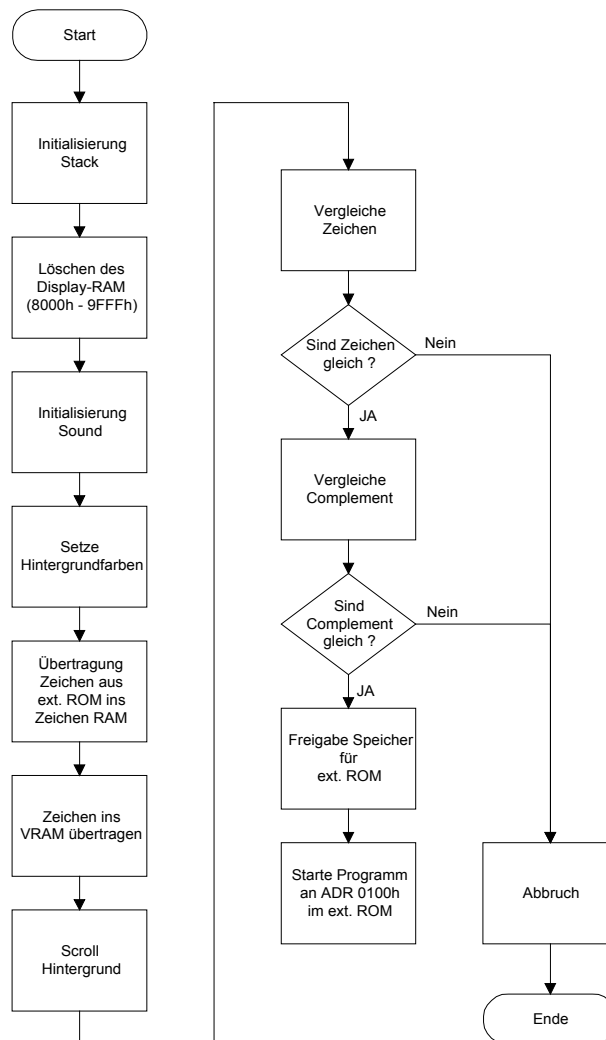 Start
Initialisierung
Stack
Löschen des
Display-RAM
(8000h - 9FFFh)
Initialisierung
Sound
Setze
Hintergrundfarben
Übertragung
Zeichen aus
ext. ROM ins
Zeichen RAM
Zeichen ins
VRAM übertragen
Scroll
Hintergrund
Vergleiche
Zeichen
Sind Zeichen
gleich ?
Nein
JA
Vergleiche
Complement
Sind
Complement
gleich ?
Nein
JA
Freigabe Speicher
für
ext. ROM
Starte Programm
an ADR 0100h
im ext. ROM
Abbruch
Ende